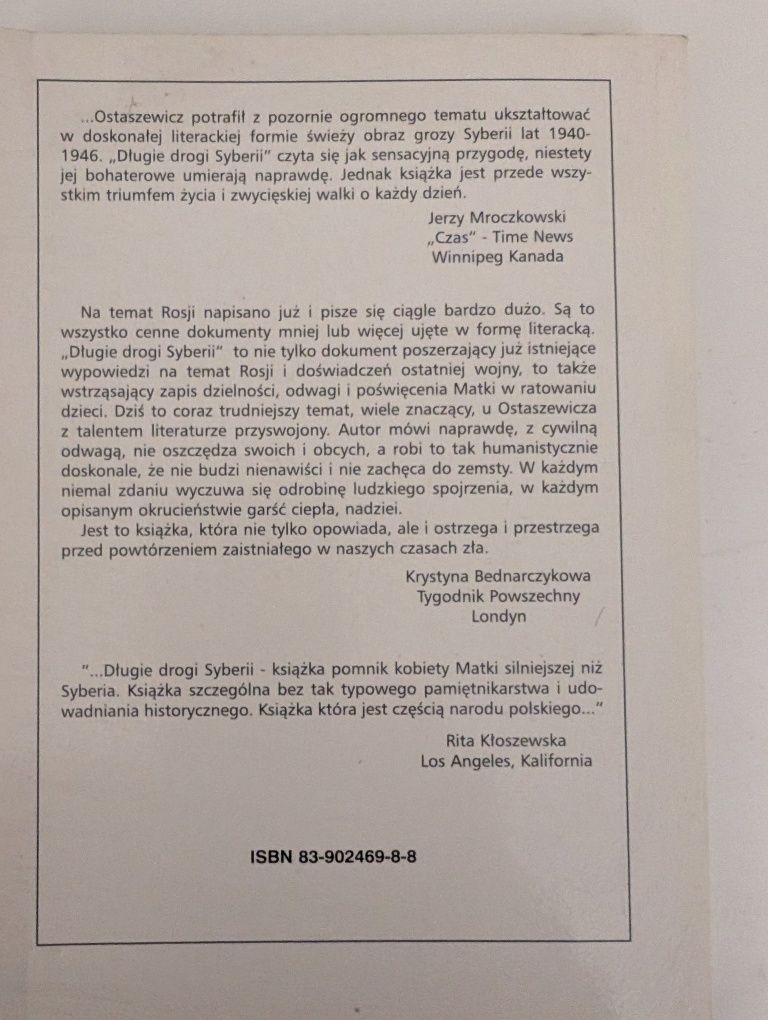 ...Ostaszewicz potrafił z pozornie ogromnego tematu ukształtować
w doskonałej literackiej formie świeży obraz grozy Syberii lat 1940-
1946. „Długie drogi Syberii“ czyta się jak sensacyjną przygodę, niestety
jej bohaterowe umierają naprawdę. Jednak książka jest przede wszy-
stkim triumfem życia i zwycięskiej walki o każdy dzień.
Jerzy Mroczkowski
„Czas“ - Time News
Winnipeg Kanada
Na temat Rosji napisano już i pisze się ciągle bardzo dużo. Są to
wszystko cenne dokumenty mniej lub więcej ujęte w formę literacką.
„Długie drogi Syberii“ to nie tylko dokument poszerzający już istniejące
wypowiedzi na temat Rosji i doświadczeń ostatniej wojny, to także
wstrząsający zapis dzielności, odwagi i poświęcenia Matki w ratowaniu
dzieci. Dziś to coraz trudniejszy temat, wiele znaczący, u Ostaszewicza
z talentem literaturze przyswojony. Autor mówi naprawdę, z cywilną
odwagą, nie oszczędza swoich i obcych, a robi to tak humanistycznie
doskonale, że nie budzi nienawiści i nie zachęca do zemsty. W każdym
niemal zdaniu wyczuwa się odrobinę ludzkiego spojrzenia, w każdym
opisanym okrucieństwie garść ciepła, nadziei.
Jest to książka, która nie tylko opowiada, ale i ostrzega i przestrzega
przed powtórzeniem zaistniałego w naszych czasach zła.
Krystyna Bednarczykowa
Tygodnik Powszechny
Londyn
“...Długie drogi Syberii - książka pomnik kobiety Matki silniejszej niż
Syberia. Książka szczególna bez tak typowego pamiętnikarstwa i udo-
wadniania historycznego. Książka która jest częścią narodu polskiego...“
Rita Kłoszewska
Los Angeles, Kalifornia
ISBN 83-902469-8-8